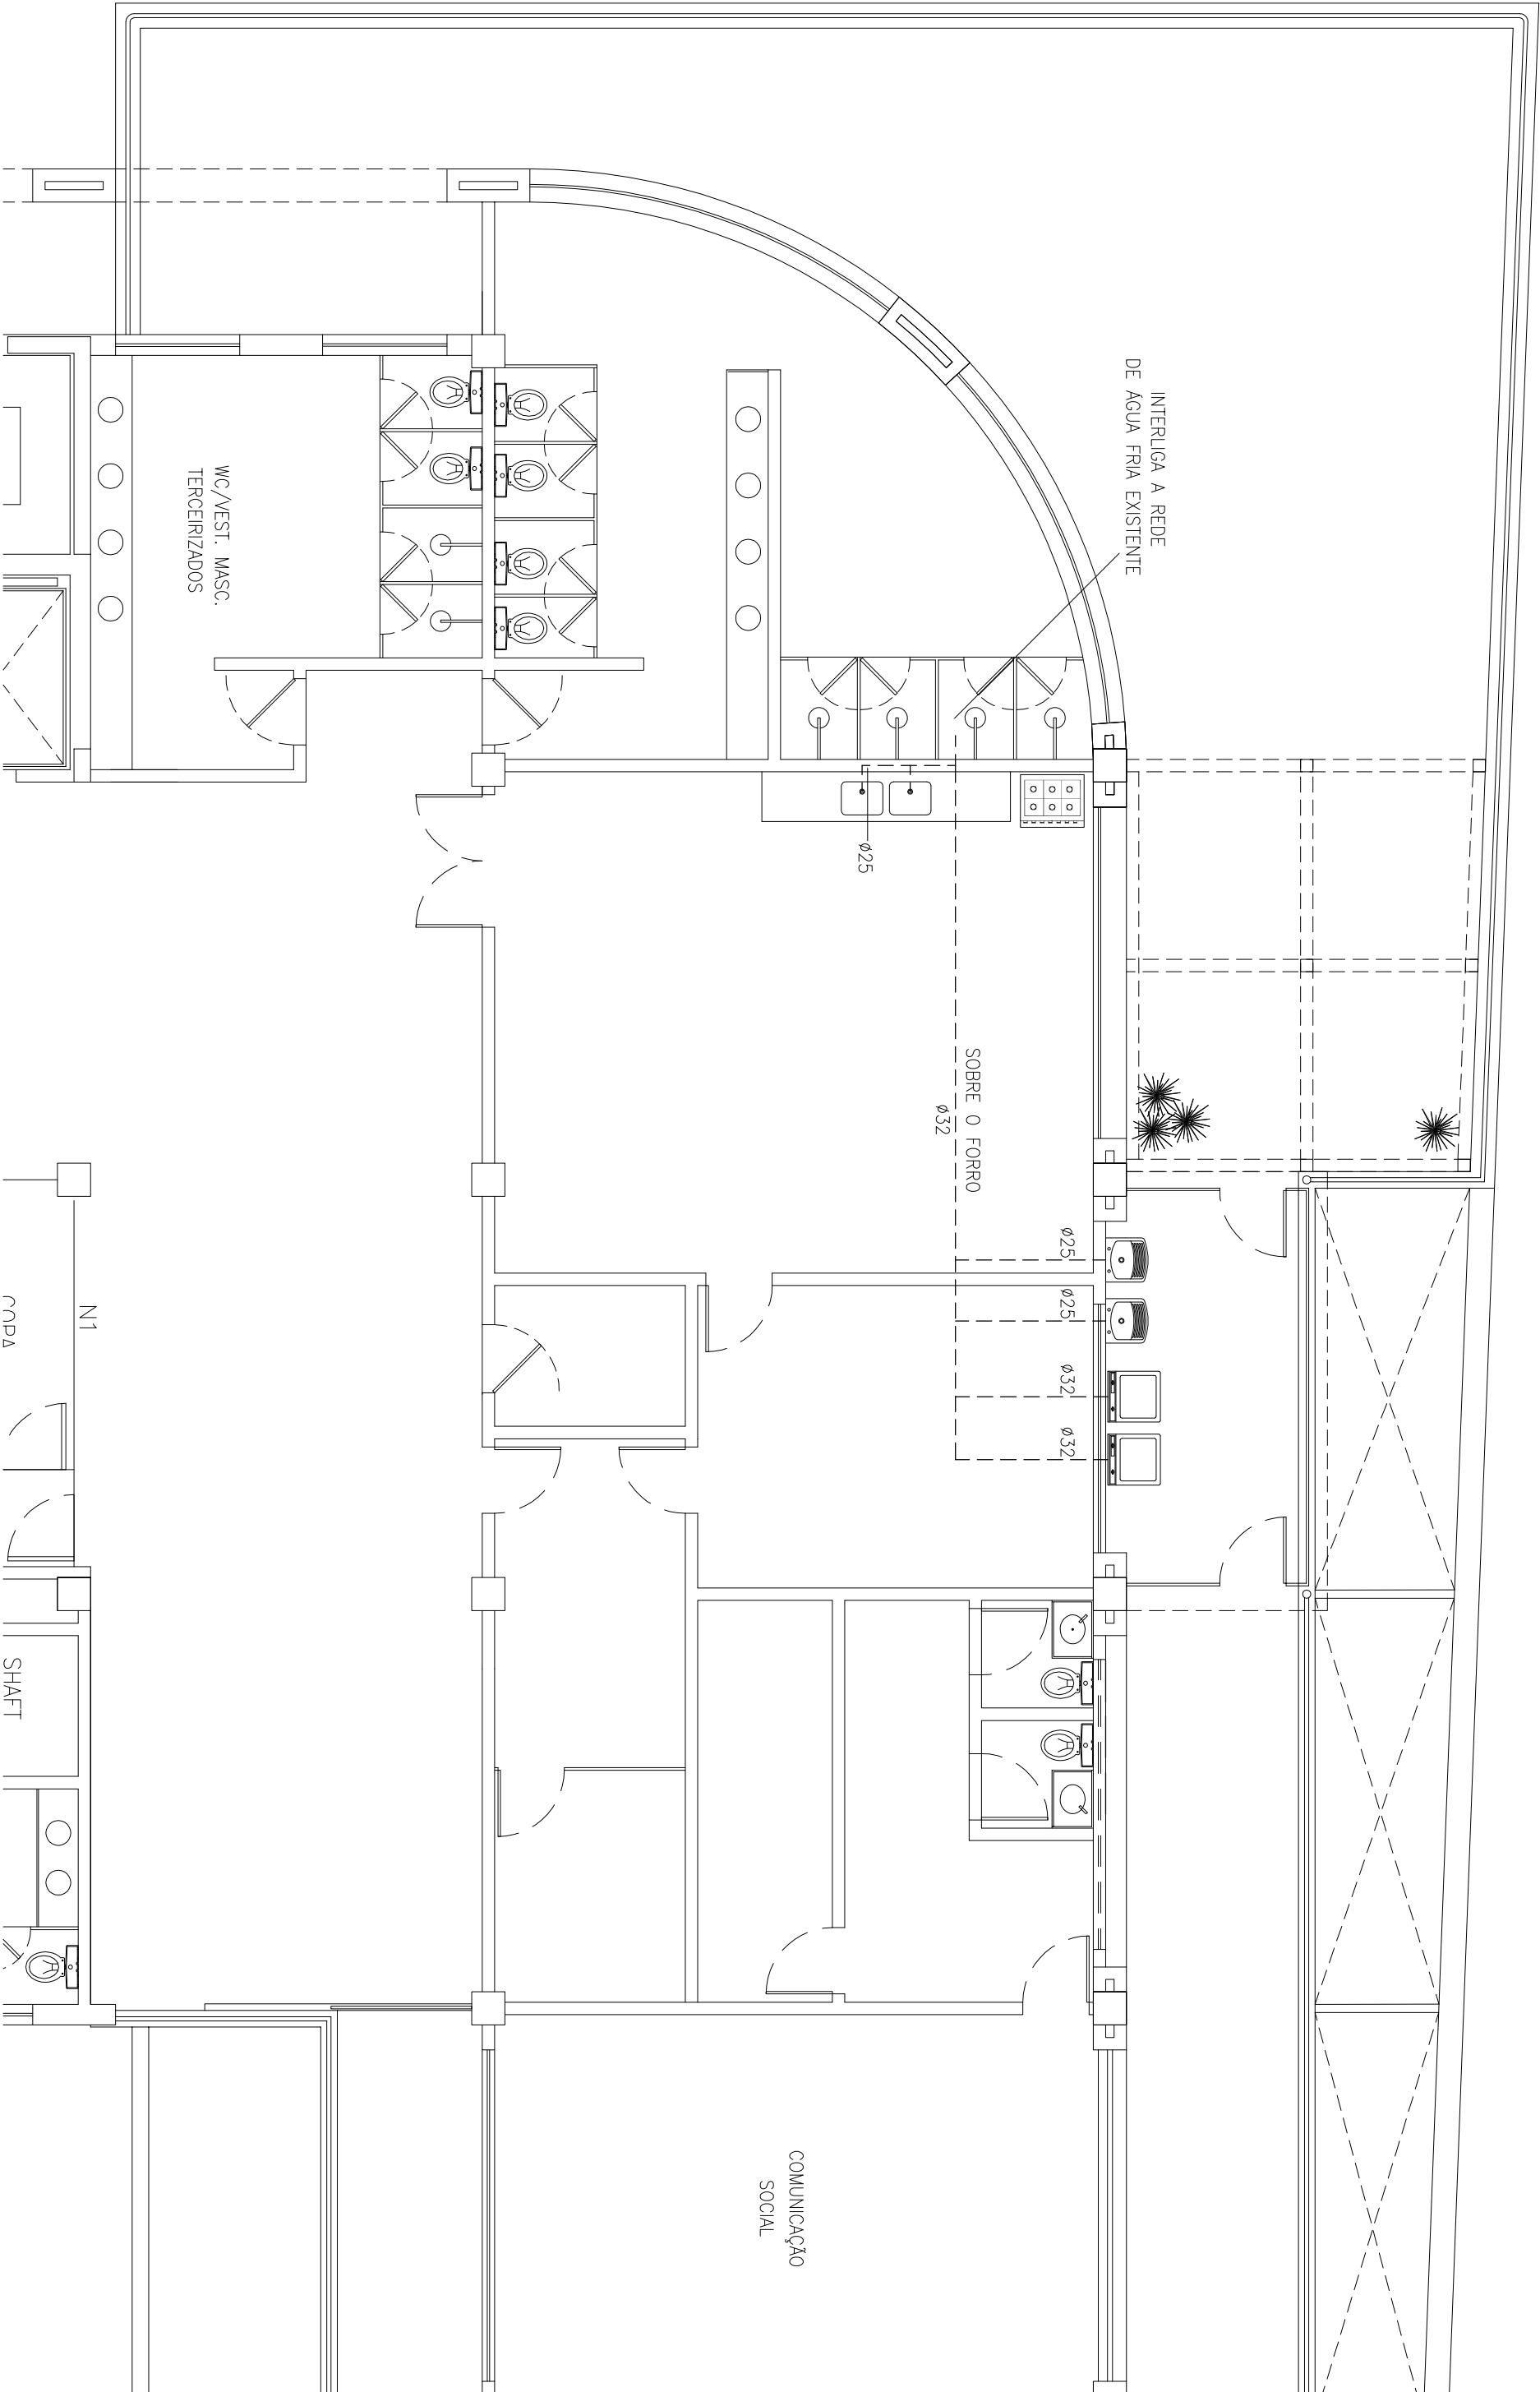 INTERLIGA A REDE
DE ÁGUA FRIA EXISTENTE
WC/VEST. MASC.
TERCEIRIZADOS
Ø25
SOBRE O FORRO
Ø32
Ø25
Ø25
Ø32
Ø32
N1
COPA
SHAFT
COMUNICAÇÃO
SOCIAL